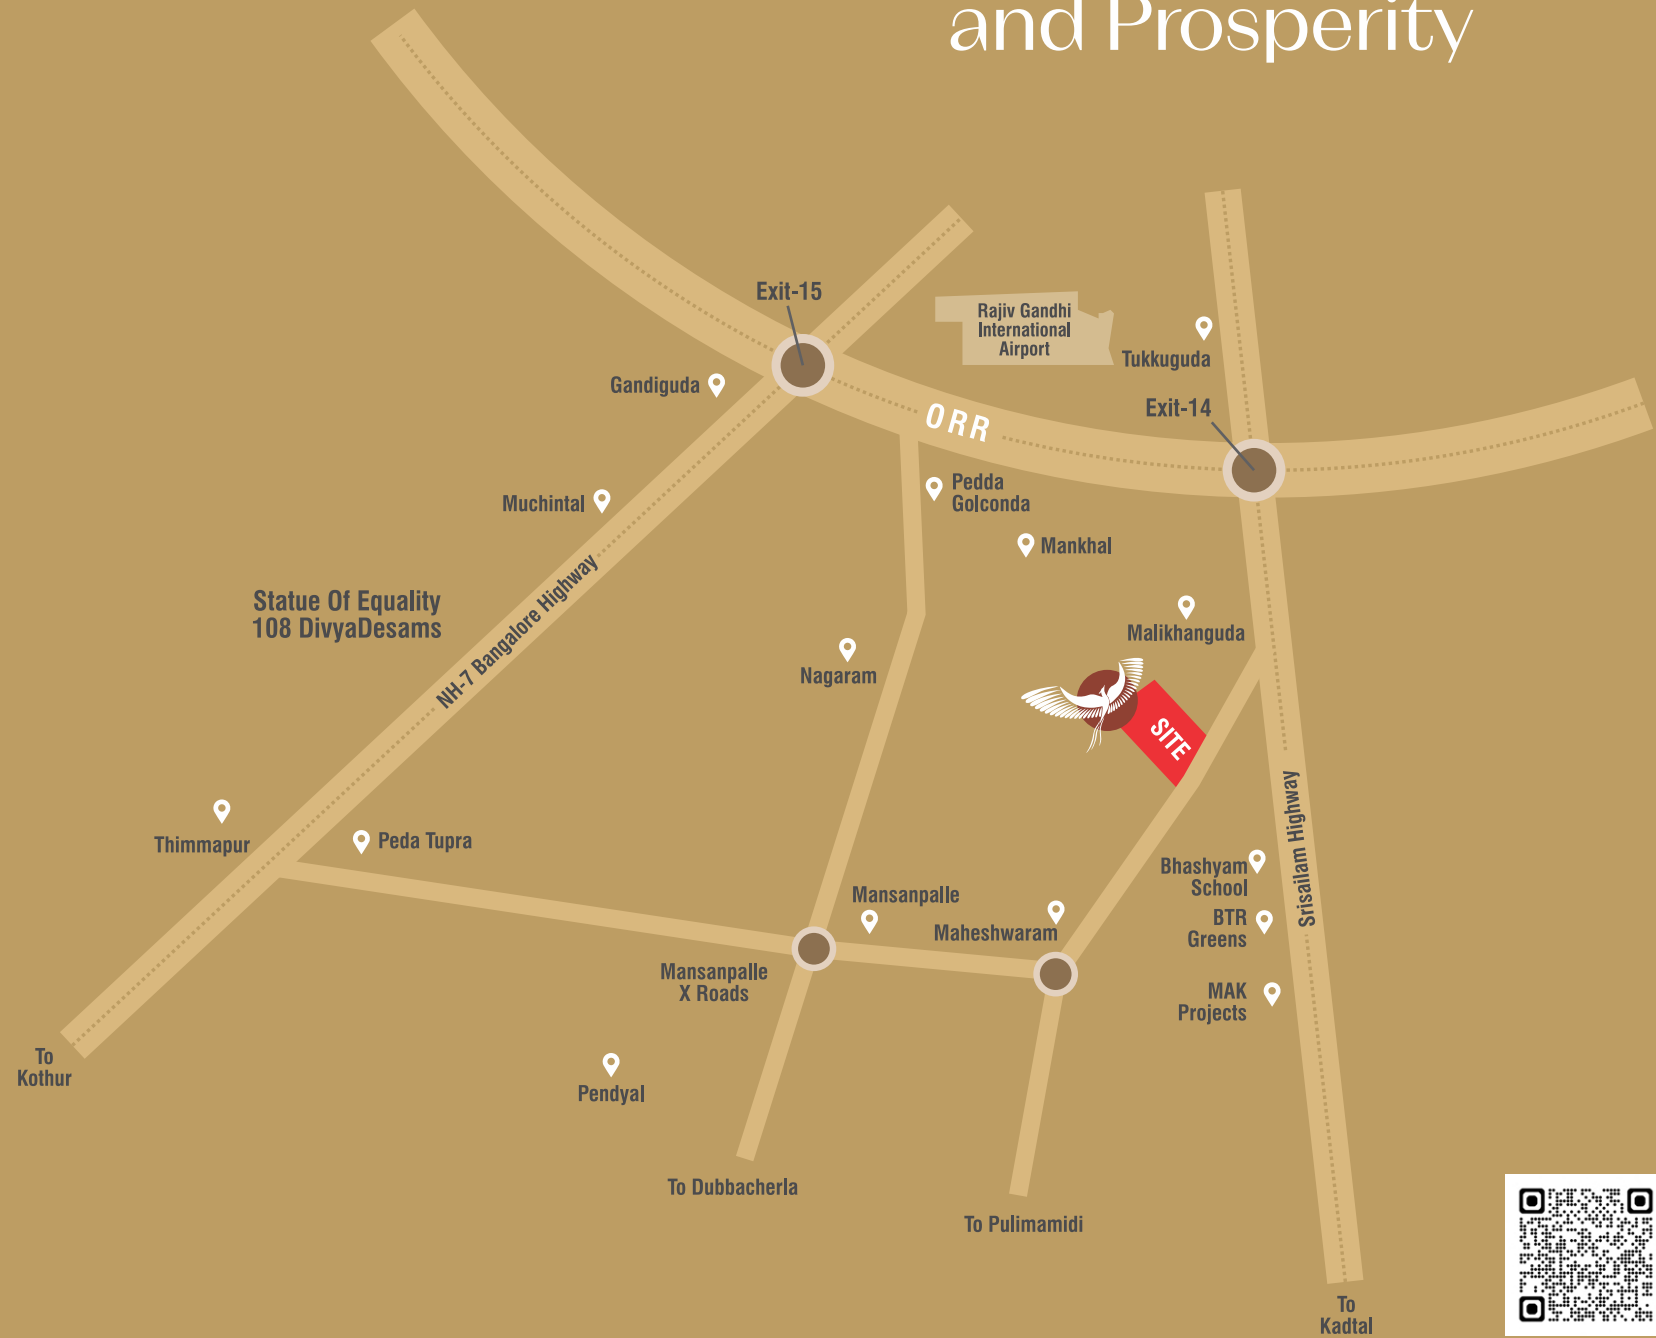 and Prosperity
Exit-15
Rajiv Gandhi
International
Airport
Tukkuguda
Gandiguda
Exit-14
ORR
Pedda
Golconda
Muchintal
Mankhal
Statue Of Equality
108 DivyaDesams
NH-7 Bangalore Highway
Malikhanguda
Nagaram
SITE
Thimmapur
Peda Tupra
Srisailam Highway
Bhashyam
School
Mansanpalle
Maheshwaram
BTR
Greens
Mansanpalle
X Roads
MAK
Projects
To
Kothur
Pendyal
To Dubbacherla
To Pulimamidi
To
Kadtal